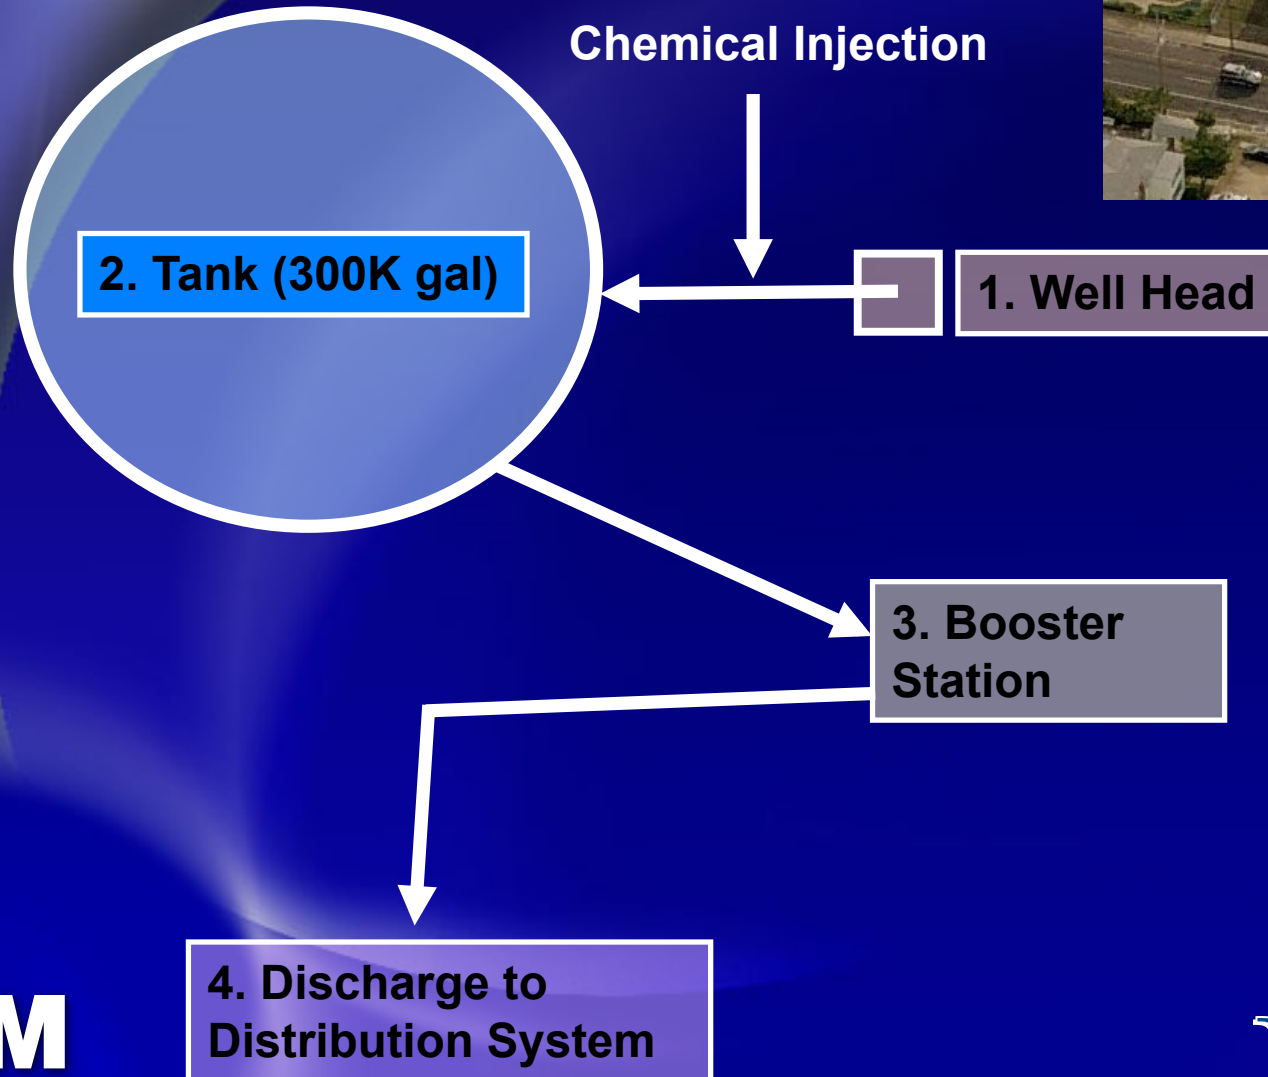 Chemical Injection
2. Tank (300K gal)
1. Well Head
3. Booster
Station
4. Discharge to
Distribution System
M